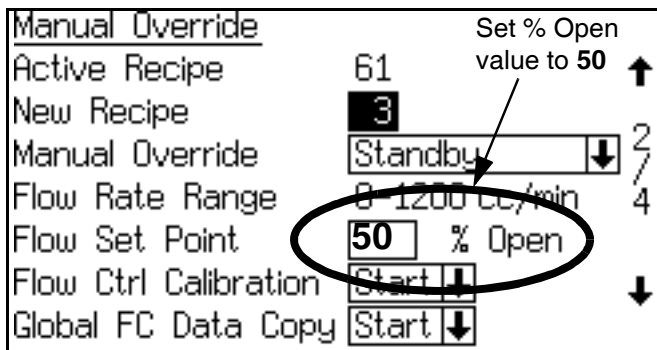 Manual Override
Set % Open
value to 50
Active Recipe 61
New Recipe 3
Manual Override Standby
2/4
Flow Rate Range 0-1200 cc/min
Flow Set Point 50 % Open
Flow Ctrl Calibration Start
Global FC Data Copy Start